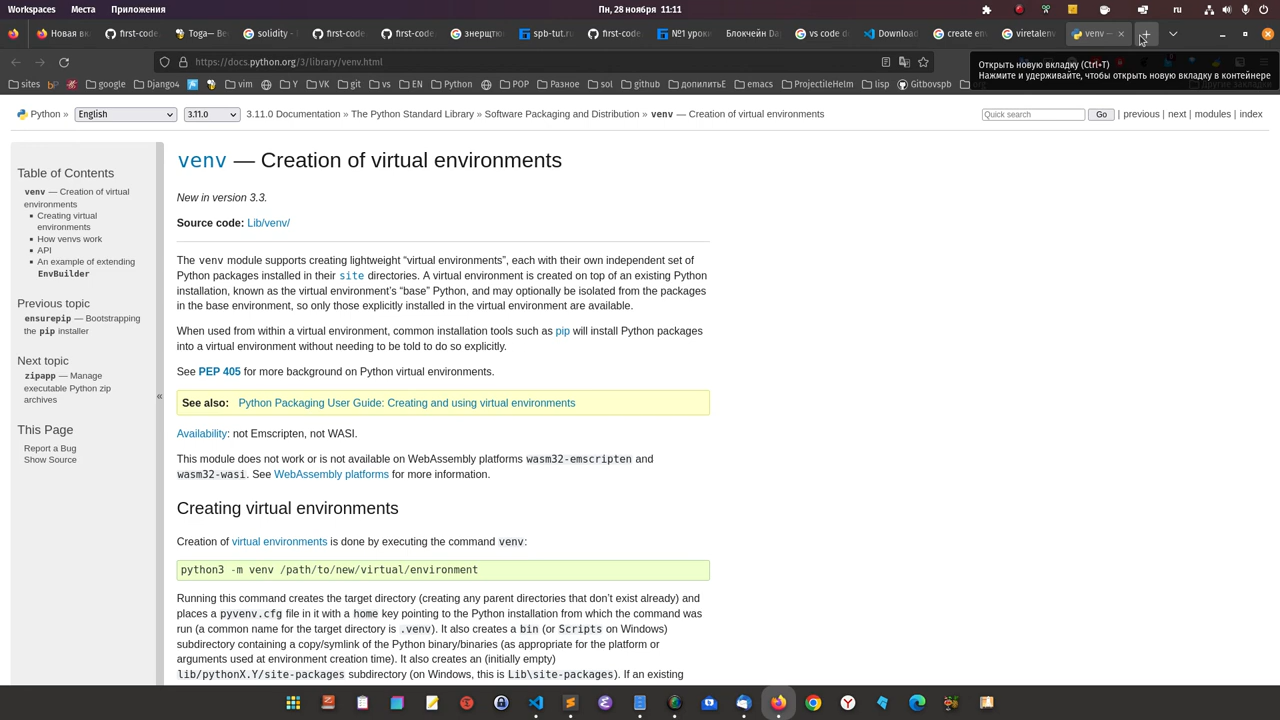 Workspaces Места Приложения Пн, 28 ноября 11:11 ru
Новая вк first-code. Toga— Be solidity - first-code. first-code. знерщтю spb-tut.ru first-code. №1 уроки Блокчейн Dap vs code do Download create env viretalenv venv —
Открыть новую вкладку (Ctrl+T)
Нажмите и удерживайте, чтобы открыть новую вкладку в контейнере
https://docs.python.org/3/library/venv.html
sites bp google Django4 vim Y VK git vs EN Python POP Разное sol github допилитьЕ emacs ProjectileHelm lisp Gitbovspb
Python » English 3.11.0 3.11.0 Documentation » The Python Standard Library » Software Packaging and Distribution » venv — Creation of virtual environments Quick search Go | previous | next | modules | index
Table of Contents
venv — Creation of virtual
environments
Creating virtual
environments
How venvs work
API
An example of extending
EnvBuilder
Previous topic
ensurepip — Bootstrapping
the pip installer
Next topic
zipapp — Manage
executable Python zip
archives
This Page
Report a Bug
Show Source
«
venv — Creation of virtual environments
New in version 3.3.
Source code: Lib/venv/
The venv module supports creating lightweight “virtual environments”, each with their own independent set of
Python packages installed in their site directories. A virtual environment is created on top of an existing Python
installation, known as the virtual environment’s “base” Python, and may optionally be isolated from the packages
in the base environment, so only those explicitly installed in the virtual environment are available.
When used from within a virtual environment, common installation tools such as pip will install Python packages
into a virtual environment without needing to be told to do so explicitly.
See PEP 405 for more background on Python virtual environments.
See also: Python Packaging User Guide: Creating and using virtual environments
Availability: not Emscripten, not WASI.
This module does not work or is not available on WebAssembly platforms wasm32-emscripten and
wasm32-wasi. See WebAssembly platforms for more information.
Creating virtual environments
Creation of virtual environments is done by executing the command venv:
python3 -m venv /path/to/new/virtual/environment
Running this command creates the target directory (creating any parent directories that don’t exist already) and
places a pyvenv.cfg file in it with a home key pointing to the Python installation from which the command was
run (a common name for the target directory is .venv). It also creates a bin (or Scripts on Windows)
subdirectory containing a copy/symlink of the Python binary/binaries (as appropriate for the platform or
arguments used at environment creation time). It also creates an (initially empty)
lib/pythonX.Y/site-packages subdirectory (on Windows, this is Lib\site-packages). If an existing